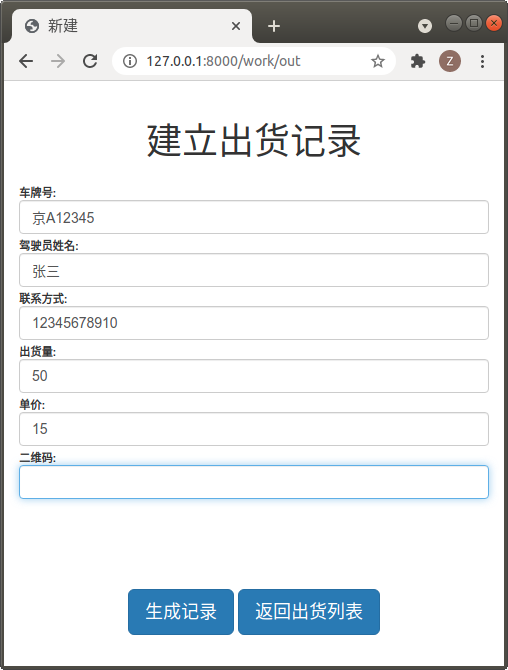 新建
127.0.0.1:8000/work/out
Z
建立出货记录
车牌号:
京A12345
驾驶员姓名:
张三
联系方式:
12345678910
出货量:
50
单价:
15
二维码:
生成记录 返回出货列表